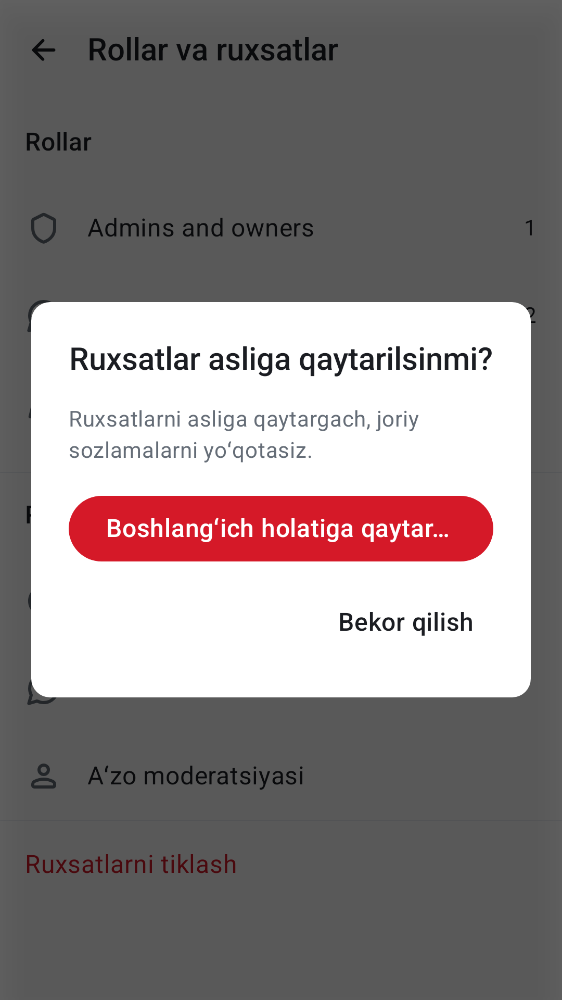 Rollar va ruxsatlar
Rollar
Admins and owners 1
2
Ruxsatlar asliga qaytarilsinmi?
Ruxsatlarni asliga qaytargach, joriy
sozlamalarni yoʻqotasiz.
Boshlangʻich holatiga qaytar…
Bekor qilish
Aʻzo moderatsiyasi
Ruxsatlarni tiklash